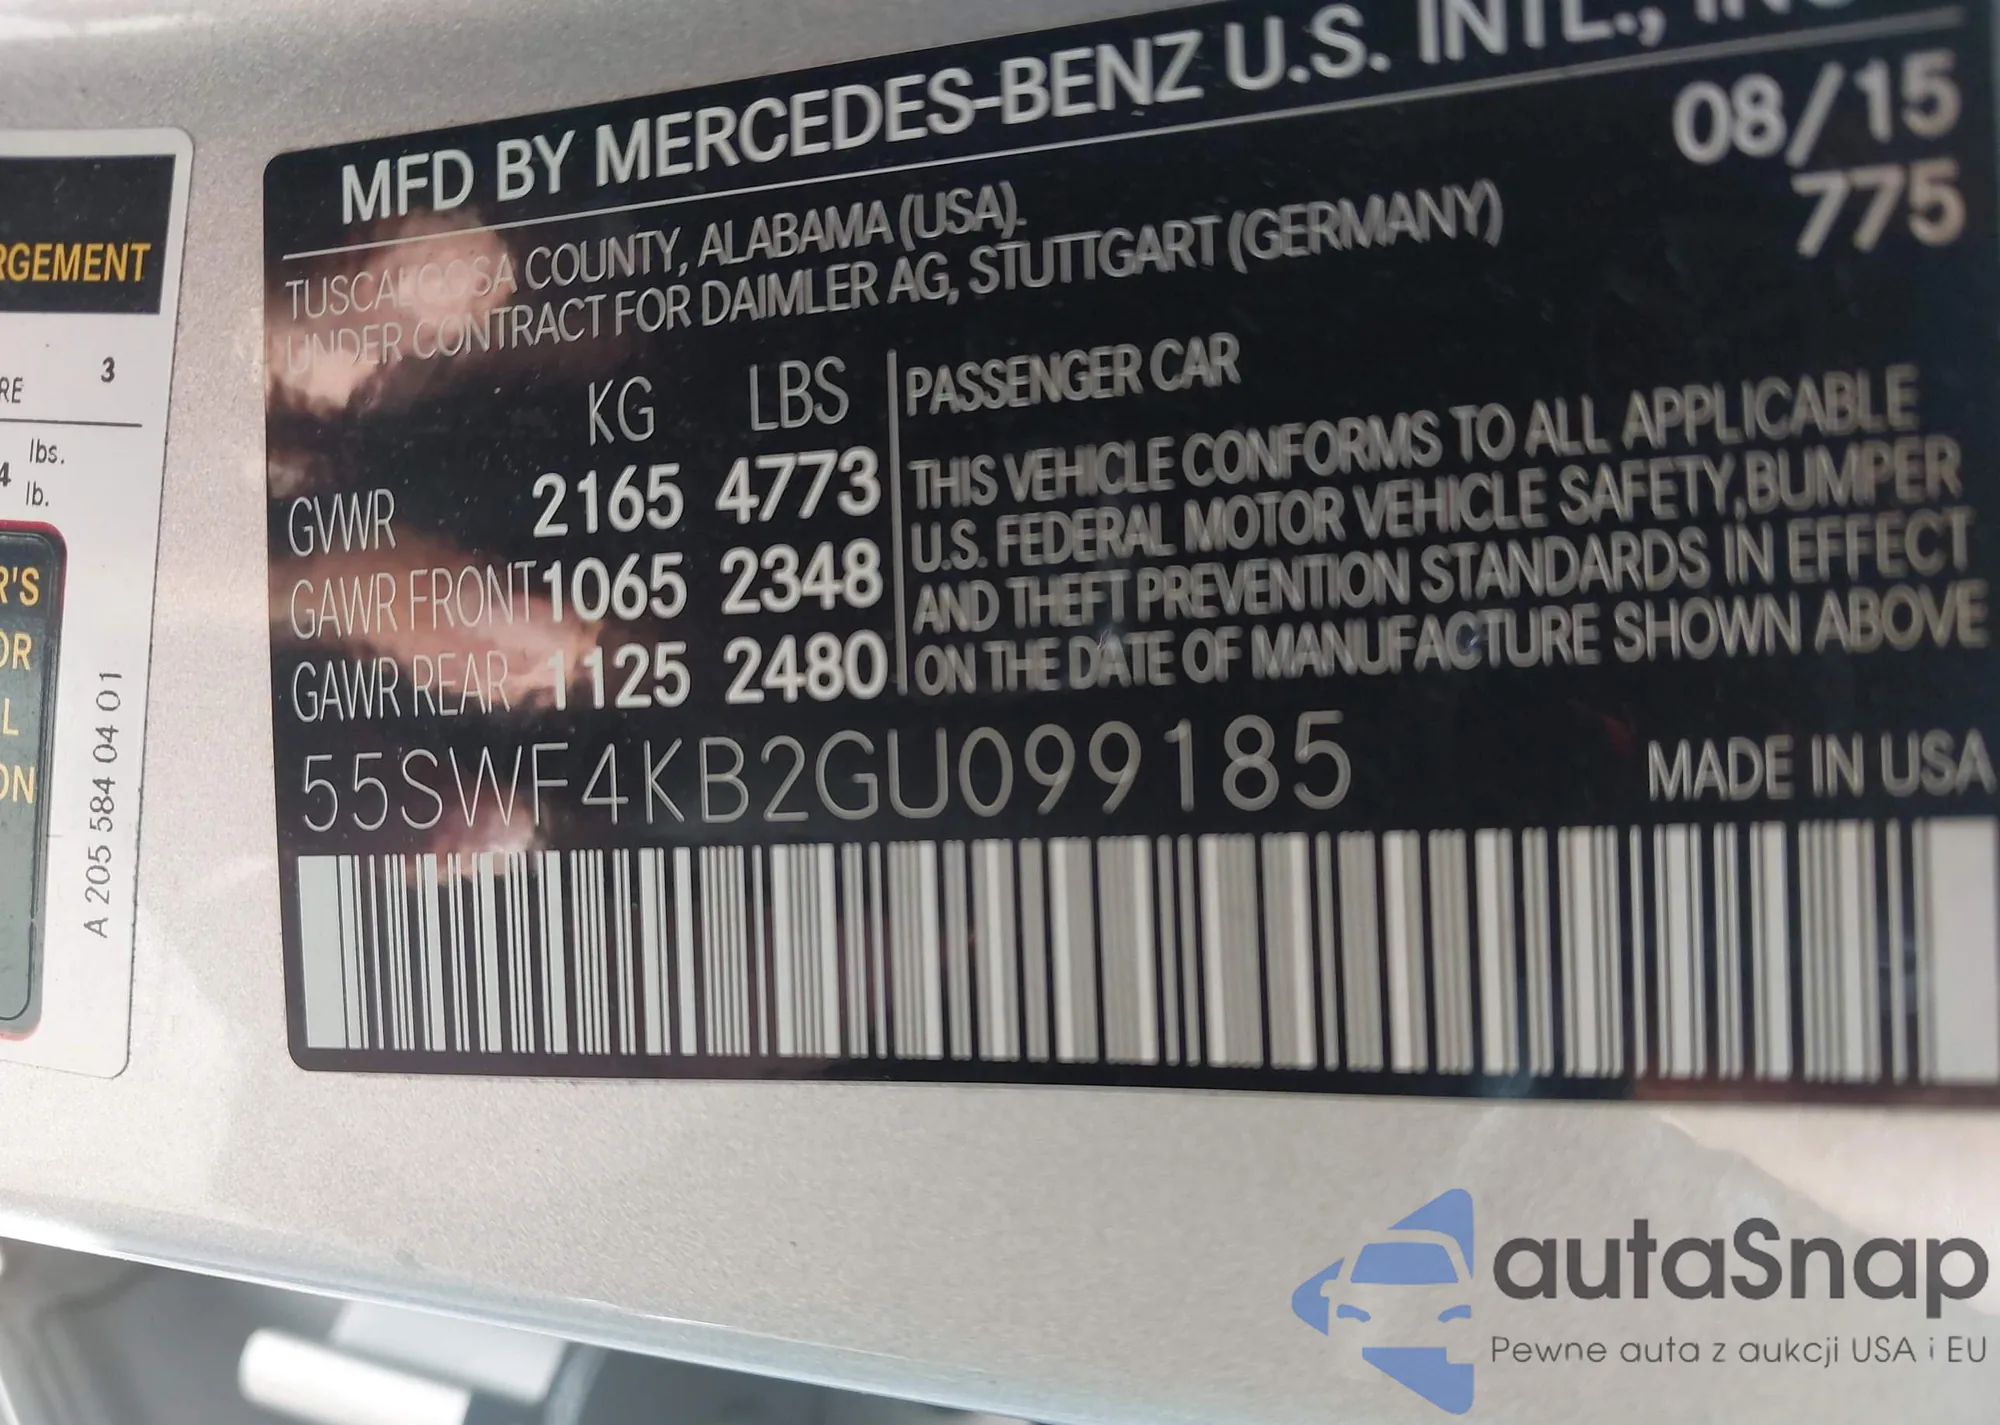 MFD BY MERCEDES-BENZ U.S. INTL., INC
08/15
775
TUSCALOOSA COUNTY, ALABAMA (USA).
UNDER CONTRACT FOR DAIMLER AG, STUTTGART (GERMANY)
KG LBS
GVWR 2165 4773
GAWR FRONT 1065 2348
GAWR REAR 1125 2480
PASSENGER CAR
THIS VEHICLE CONFORMS TO ALL APPLICABLE
U.S. FEDERAL MOTOR VEHICLE SAFETY, BUMPER
AND THEFT PREVENTION STANDARDS IN EFFECT
ON THE DATE OF MANUFACTURE SHOWN ABOVE
55SWF4KB2GU099185
MADE IN USA
RGEMENT
RE 3
lbs.
4 lb.
R'S
OR
L
ON
A 205 584 04 01
autaSnap
Pewne auta z aukcji USA i EU